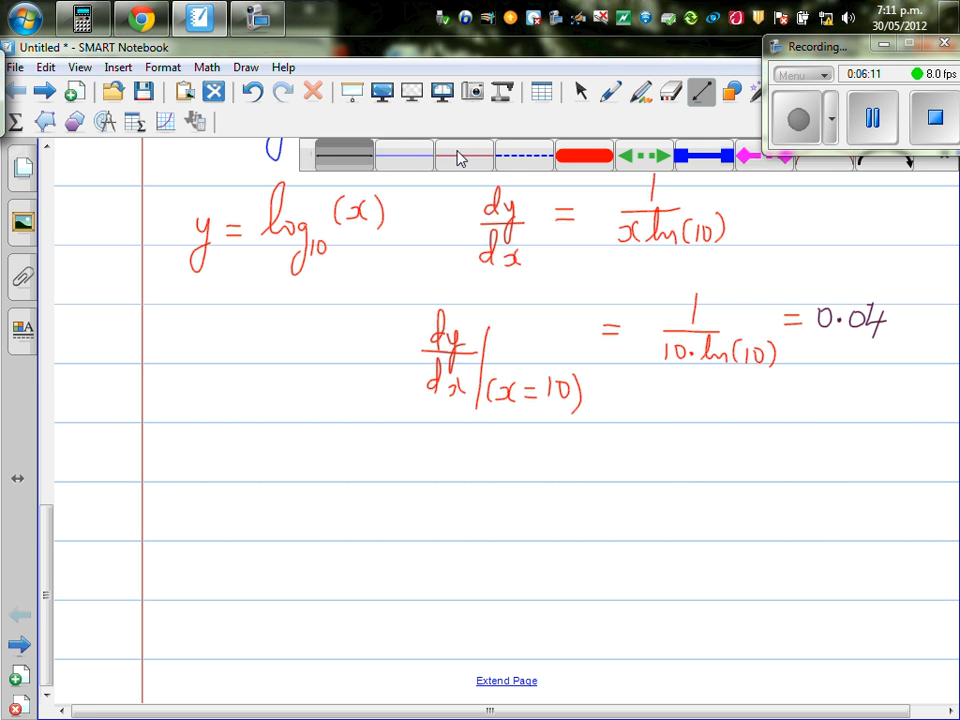 7:11 p.m.
30/05/2012
Untitled * - SMART Notebook
Recording...
File Edit View Insert Format Math Draw Help
Menu 0:06:11 8.0 fps
y = log₁₀(x) dy/dx = 1/(x ln(10))
dy/dx | (x = 10) = 1/(10·ln(10)) = 0.04
Extend Page